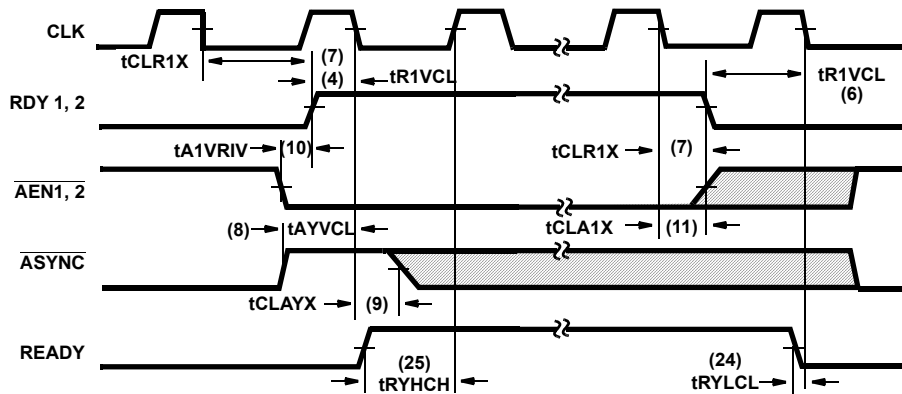 CLK
tCLR1X
(7)
(4)
tR1VCL
tR1VCL
(6)
RDY 1, 2
tA1VRIV
(10)
tCLR1X
(7)
AEN1, 2
(8)
tAYVCL
tCLA1X
(11)
ASYNC
tCLAYX
(9)
READY
(25)
tRYHCH
(24)
tRYLCL